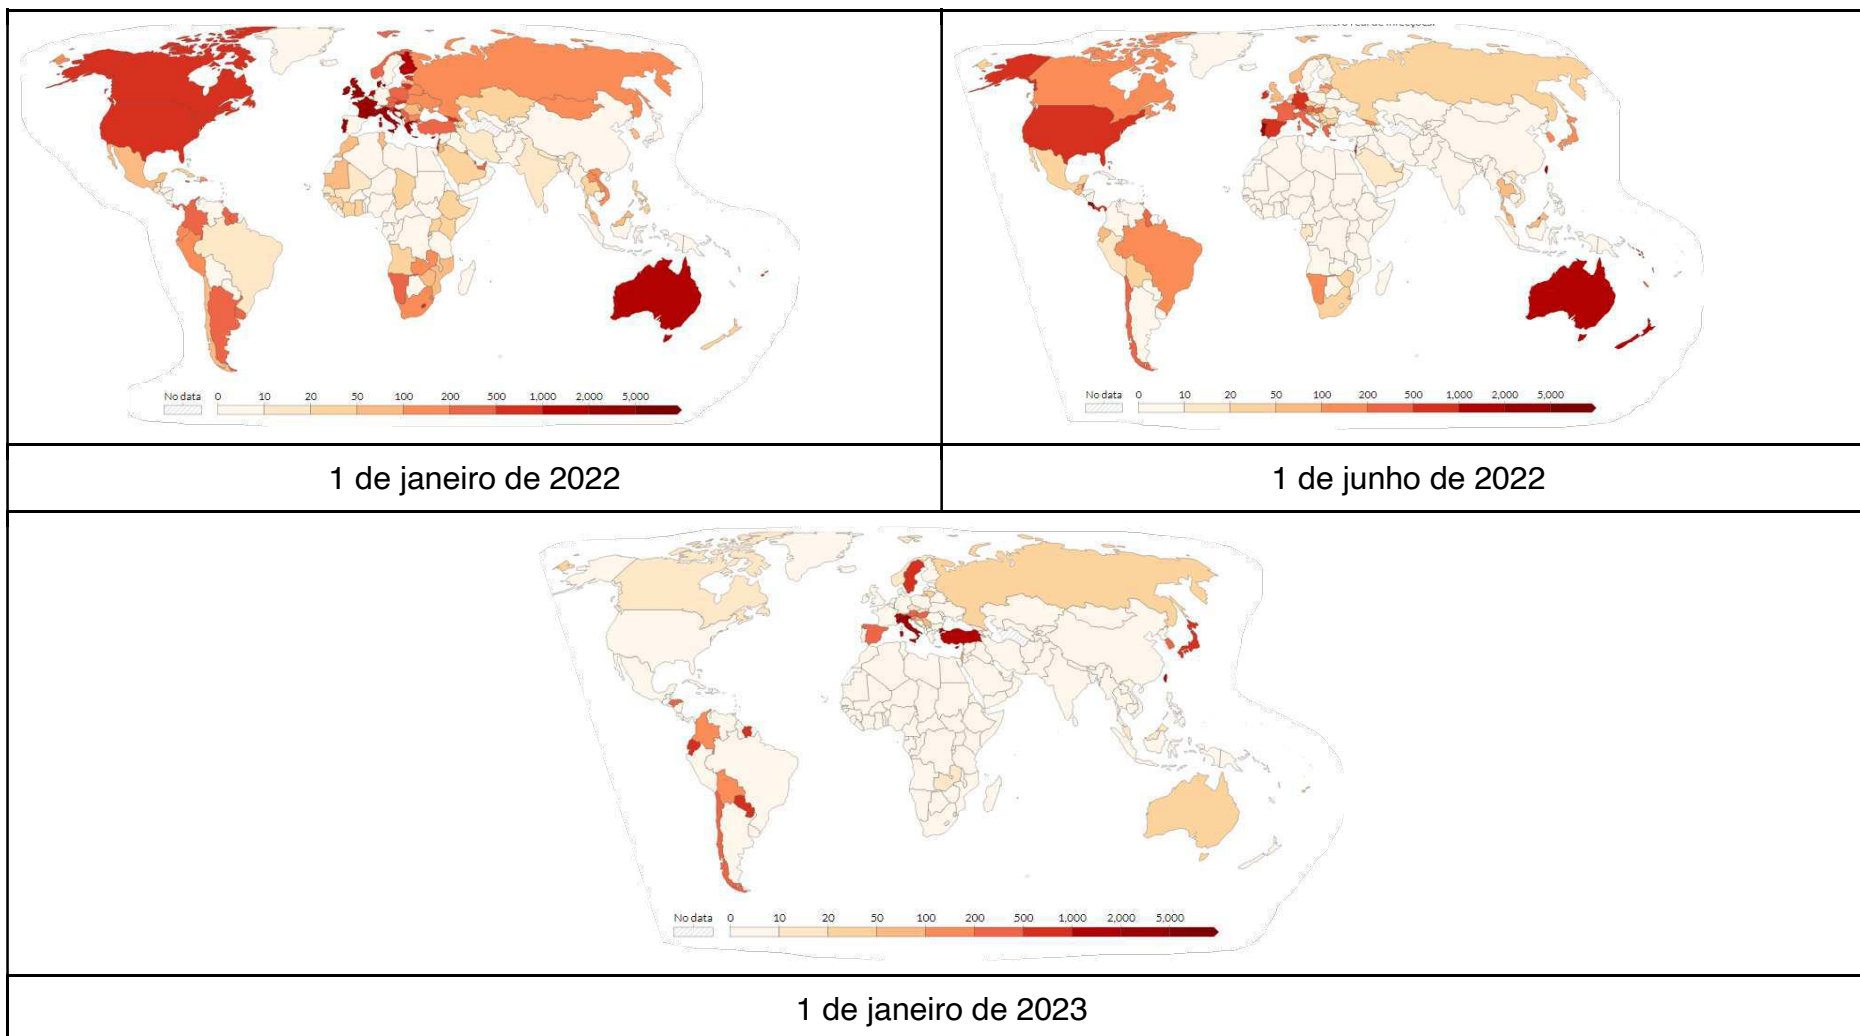 No data 0 10 20 50 100 200 500 1,000 2,000 5,000
No data 0 10 20 50 100 200 500 1,000 2,000 5,000
1 de janeiro de 2022
1 de junho de 2022
No data 0 10 20 50 100 200 500 1,000 2,000 5,000
1 de janeiro de 2023